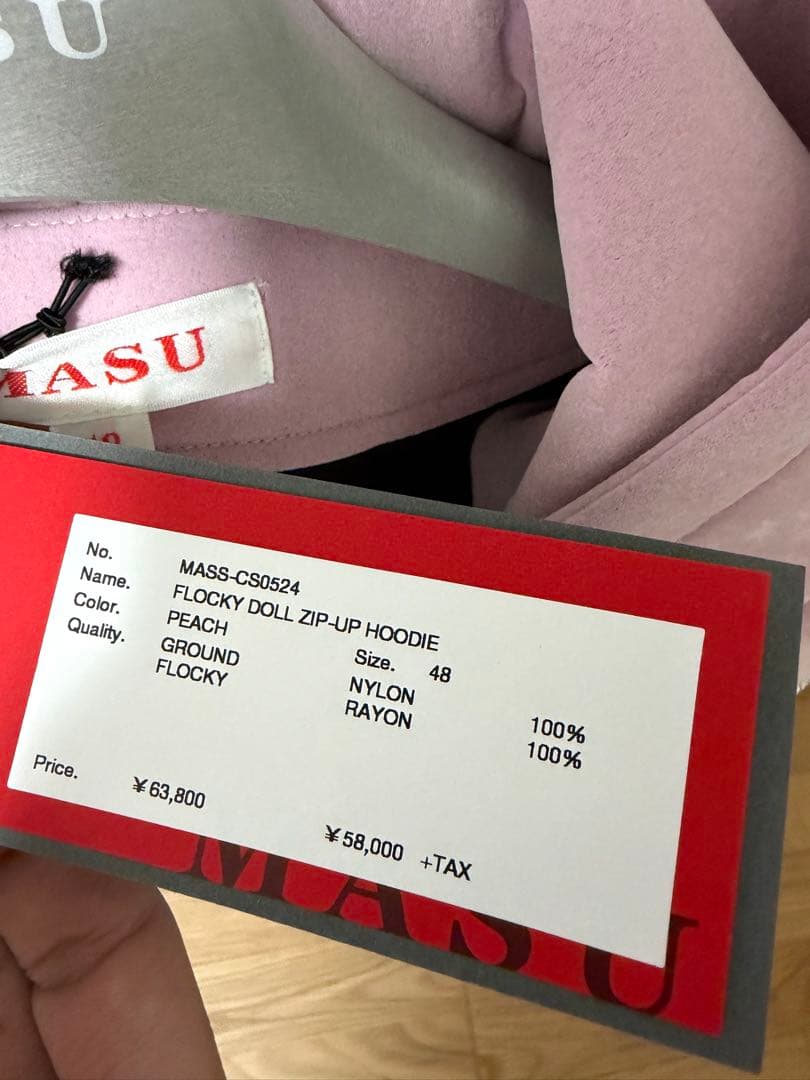 SU
MASU
No. MASS-CS0524
Name. FLOCKY DOLL ZIP-UP HOODIE
Color. PEACH Size. 48
Quality. GROUND NYLON 100%
FLOCKY RAYON 100%
Price. ¥63,800 ¥58,000 +TAX
MASU